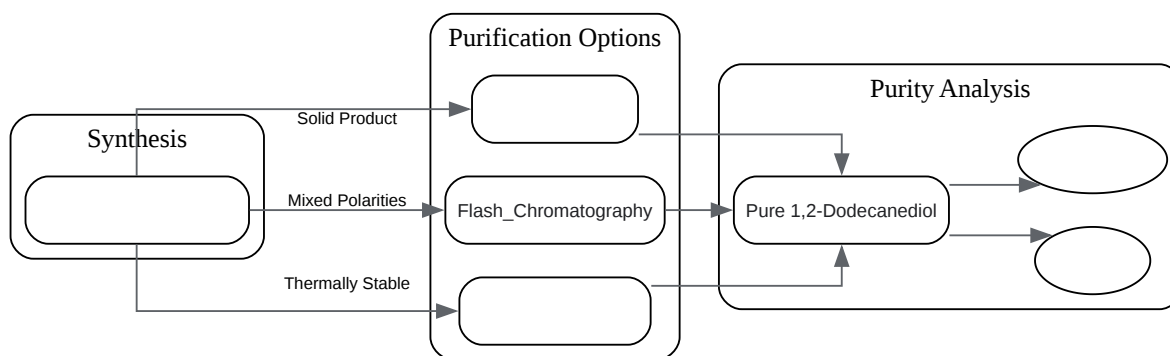 Purification Options
Purity Analysis
Synthesis
Solid Product
Mixed Polarities
Flash_Chromatography
Pure 1,2-Dodecanediol
Thermally Stable